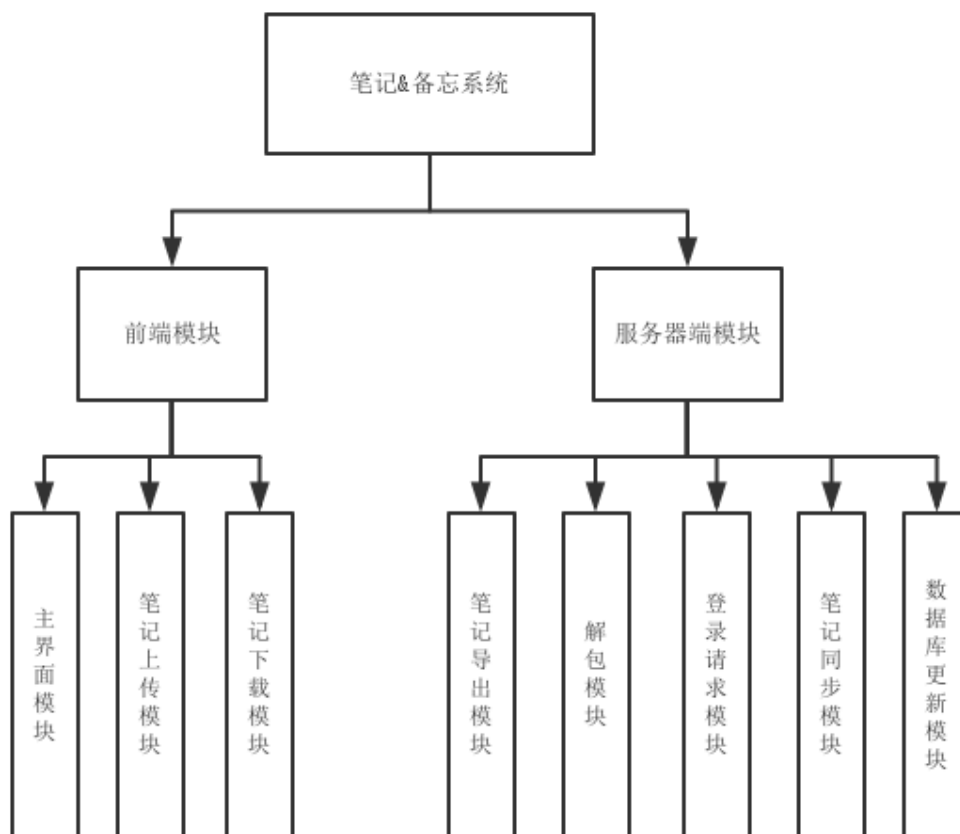 笔记&备忘系统
前端模块
服务器端模块
主界面模块
笔记上传模块
笔记下载模块
笔记导出模块
解包模块
登录请求模块
笔记同步模块
数据库更新模块